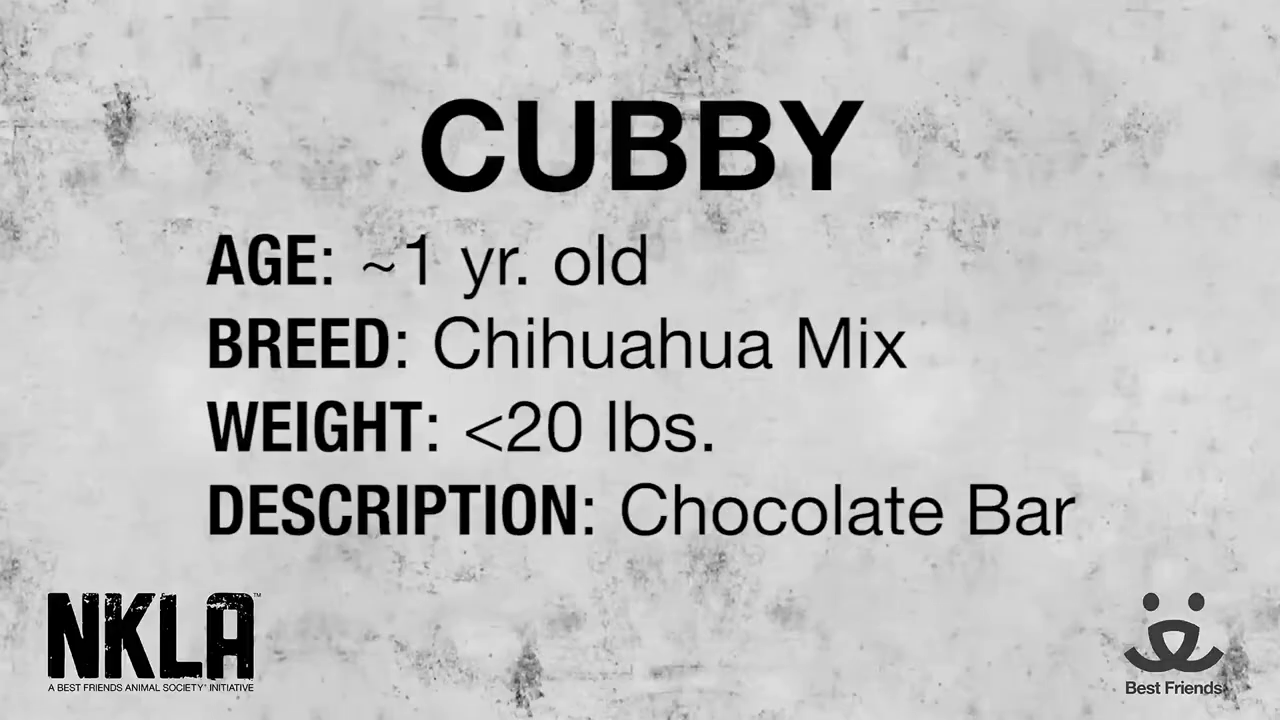 CUBBY
AGE: ~1 yr. old
BREED: Chihuahua Mix
WEIGHT: <20 lbs.
DESCRIPTION: Chocolate Bar
NKLA™
A BEST FRIENDS ANIMAL SOCIETY® INITIATIVE
Best Friends